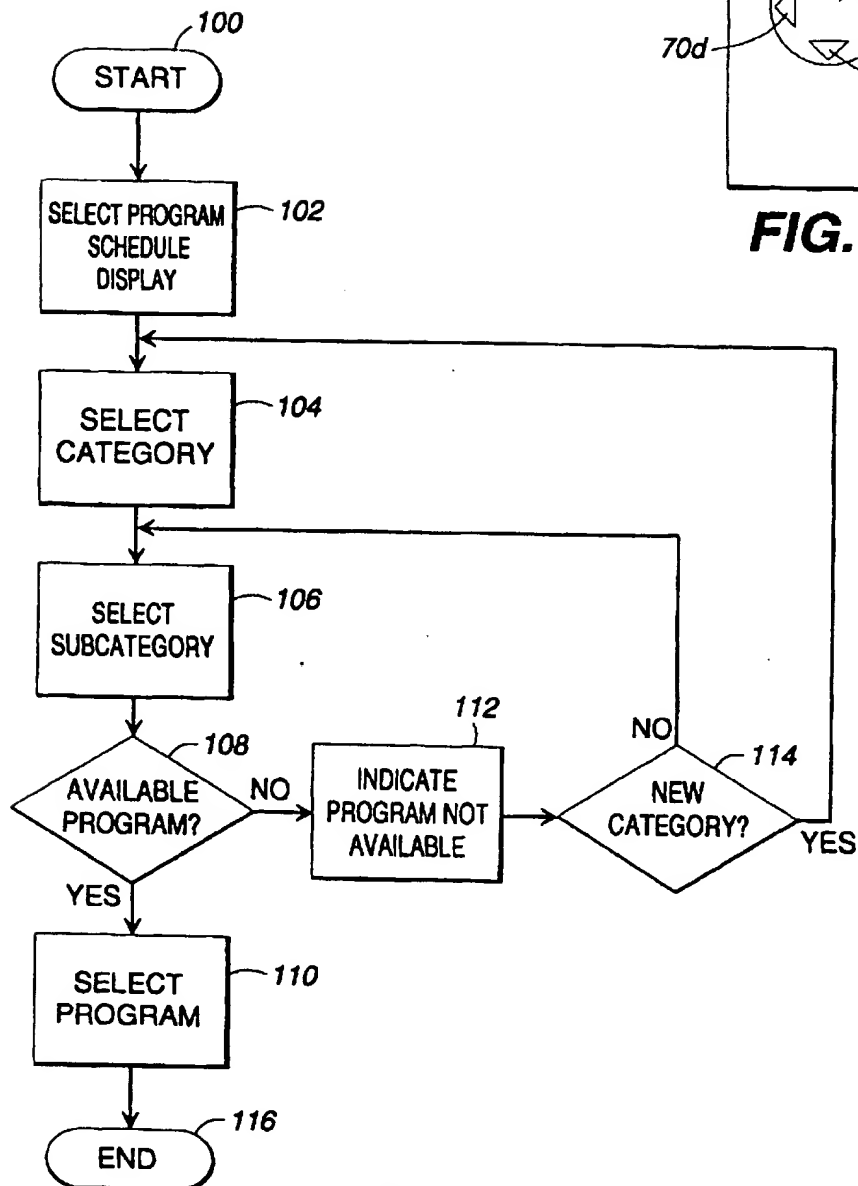 100
START
70d
SELECT PROGRAM
SCHEDULE
DISPLAY
102
FIG.
SELECT
CATEGORY
104
SELECT
SUBCATEGORY
106
AVAILABLE
PROGRAM?
108
NO
YES
INDICATE
PROGRAM NOT
AVAILABLE
112
NEW
CATEGORY?
114
NO
YES
SELECT
PROGRAM
110
END
116